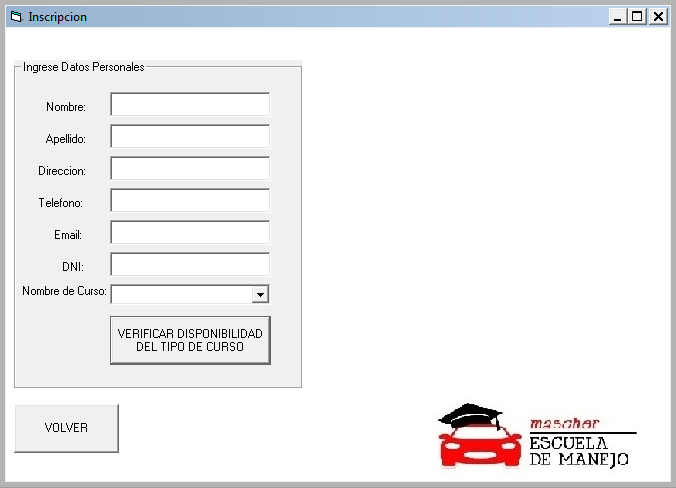 Inscripcion
Ingrese Datos Personales
Nombre:
Apellido:
Direccion:
Telefono:
Email:
DNI:
Nombre de Curso:
VERIFICAR DISPONIBILIDAD
DEL TIPO DE CURSO
VOLVER
mascher
ESCUELA
DE MANEJO